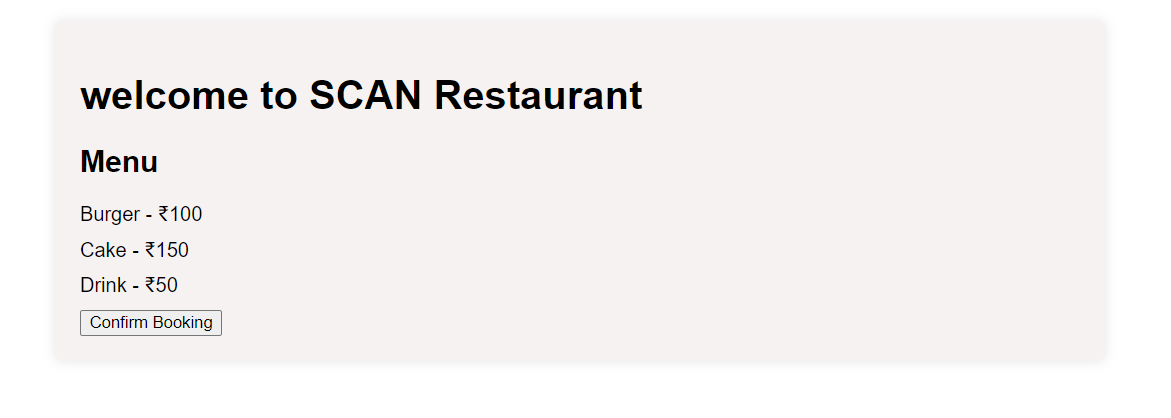 welcome to SCAN Restaurant
Menu
Burger - ₹100
Cake - ₹150
Drink - ₹50
Confirm Booking